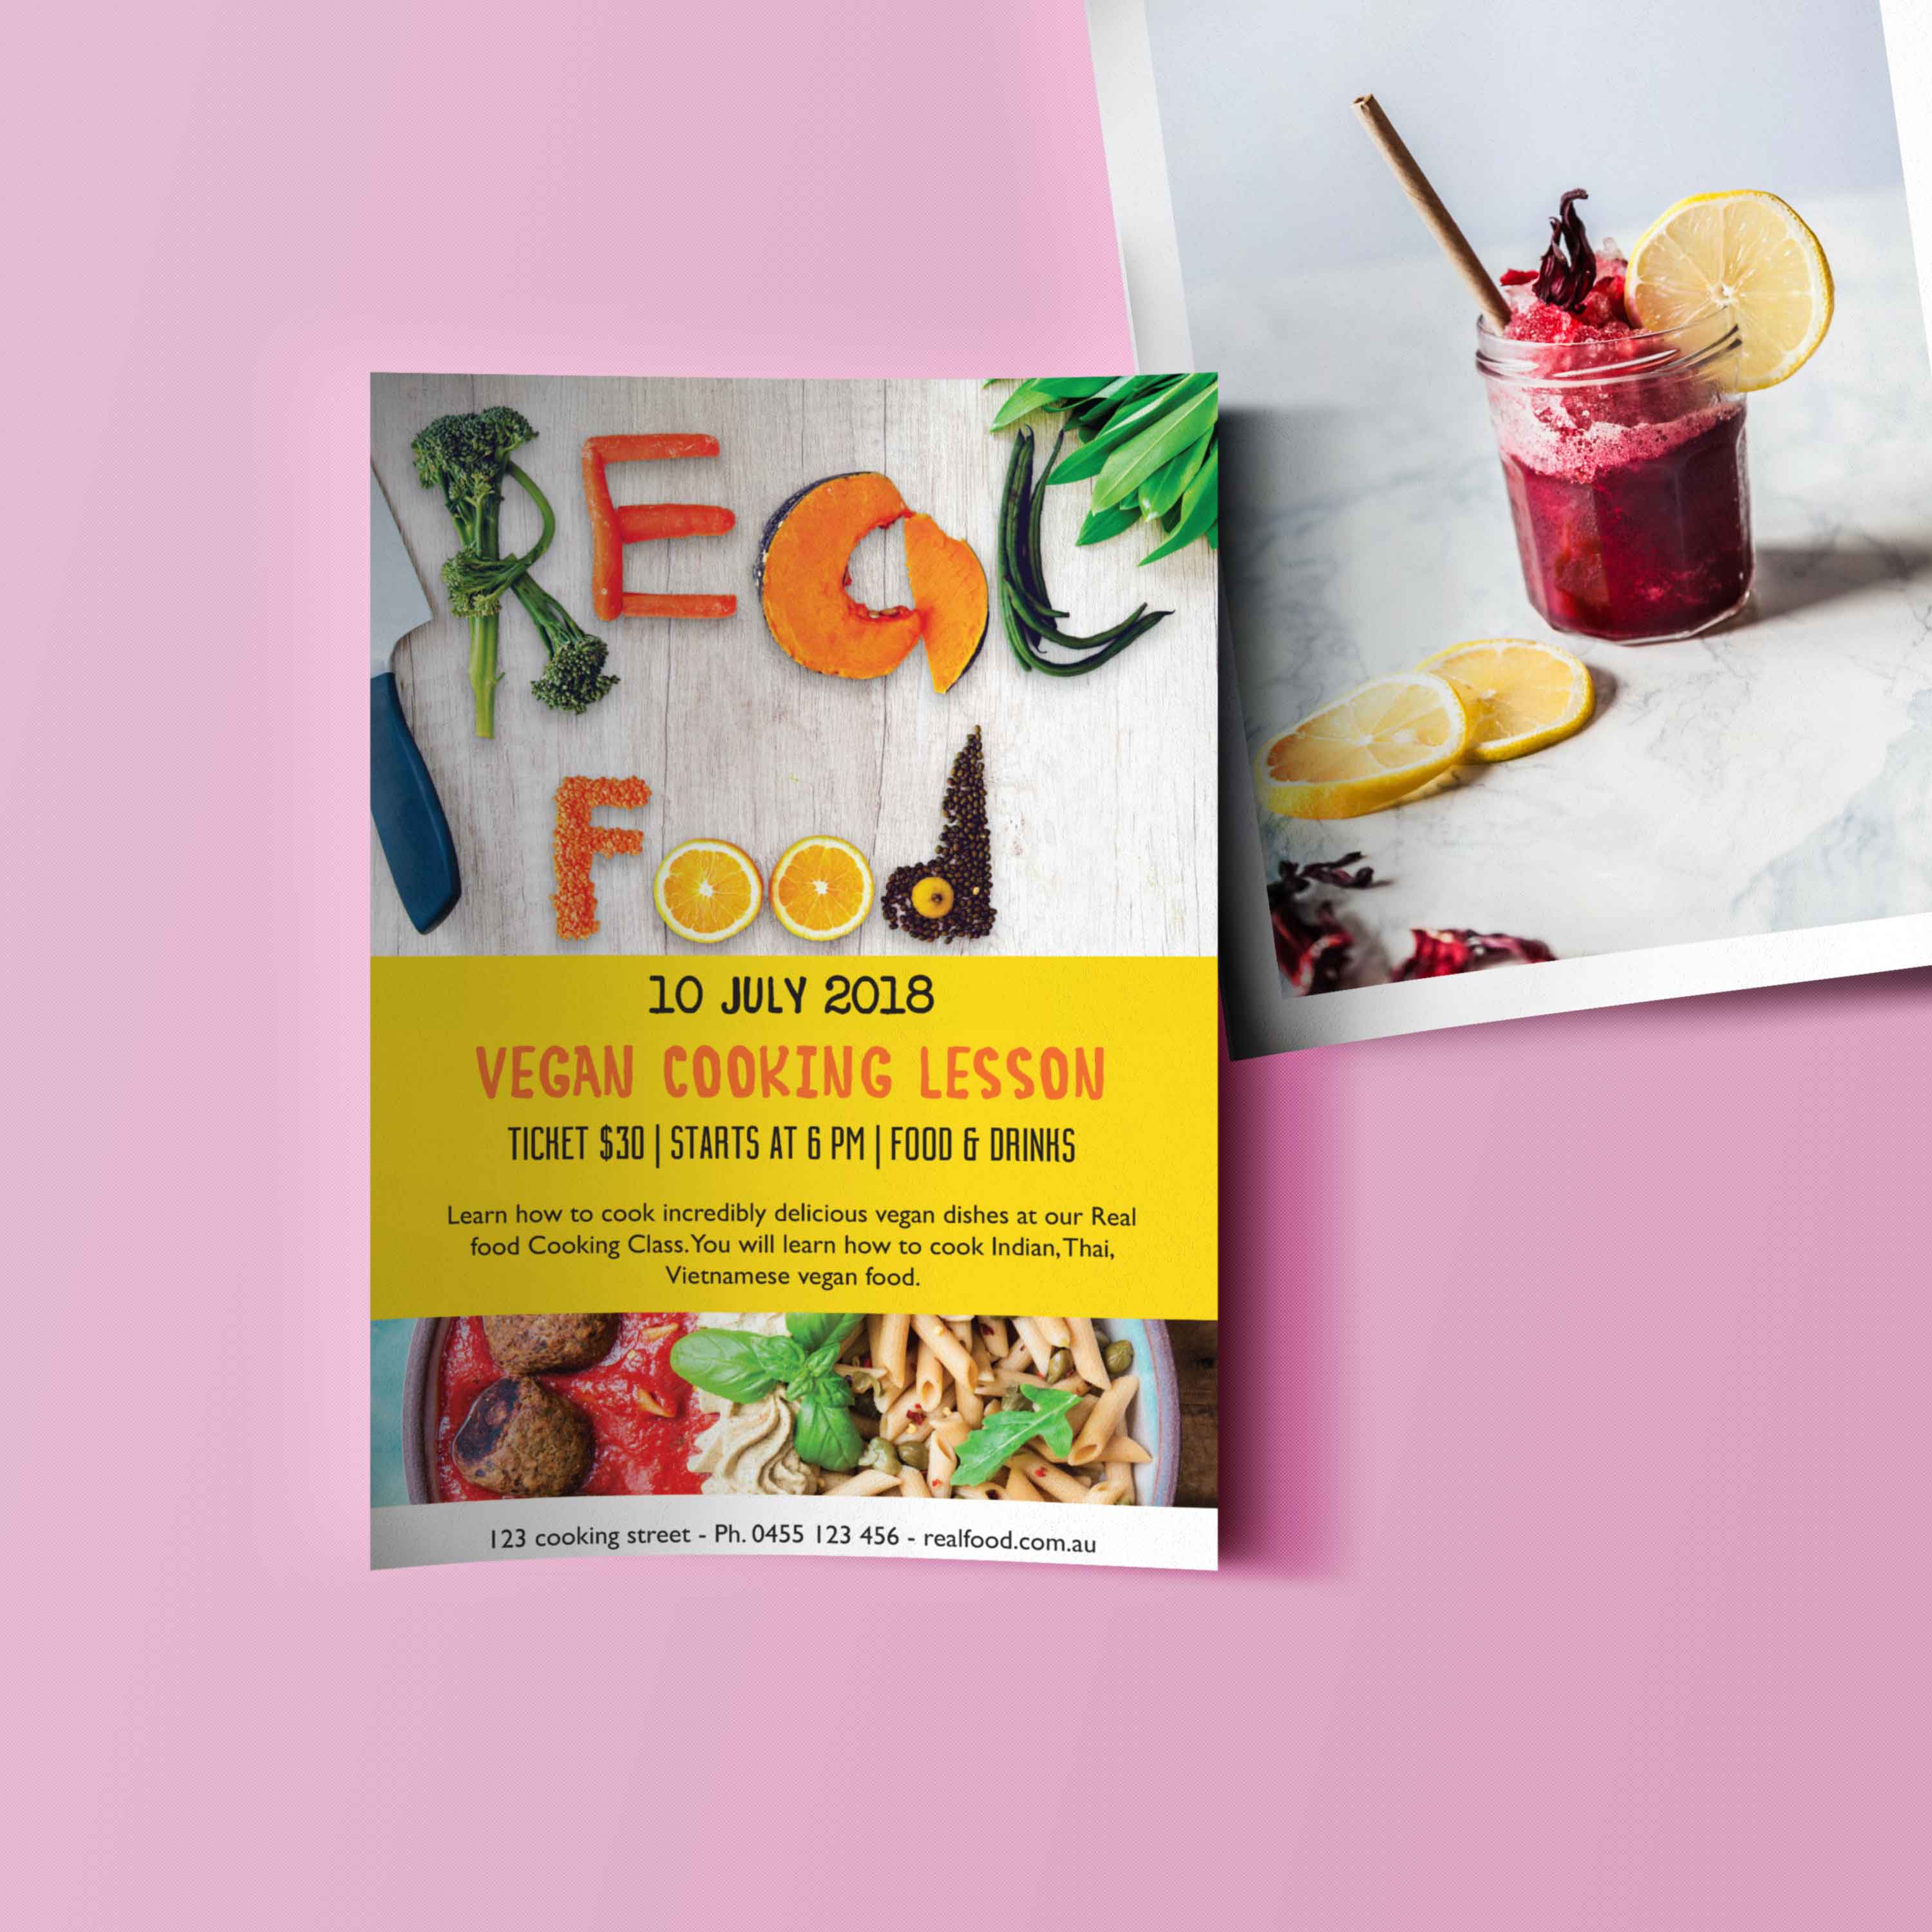 REaL
Food
10 JULY 2018
VEGAN COOKING LESSON
TICKET $30 | STARTS AT 6 PM | FOOD & DRINKS
Learn how to cook incredibly delicious vegan dishes at our Real
food Cooking Class. You will learn how to cook Indian, Thai,
Vietnamese vegan food.
123 cooking street - Ph. 0455 123 456 - realfood.com.au